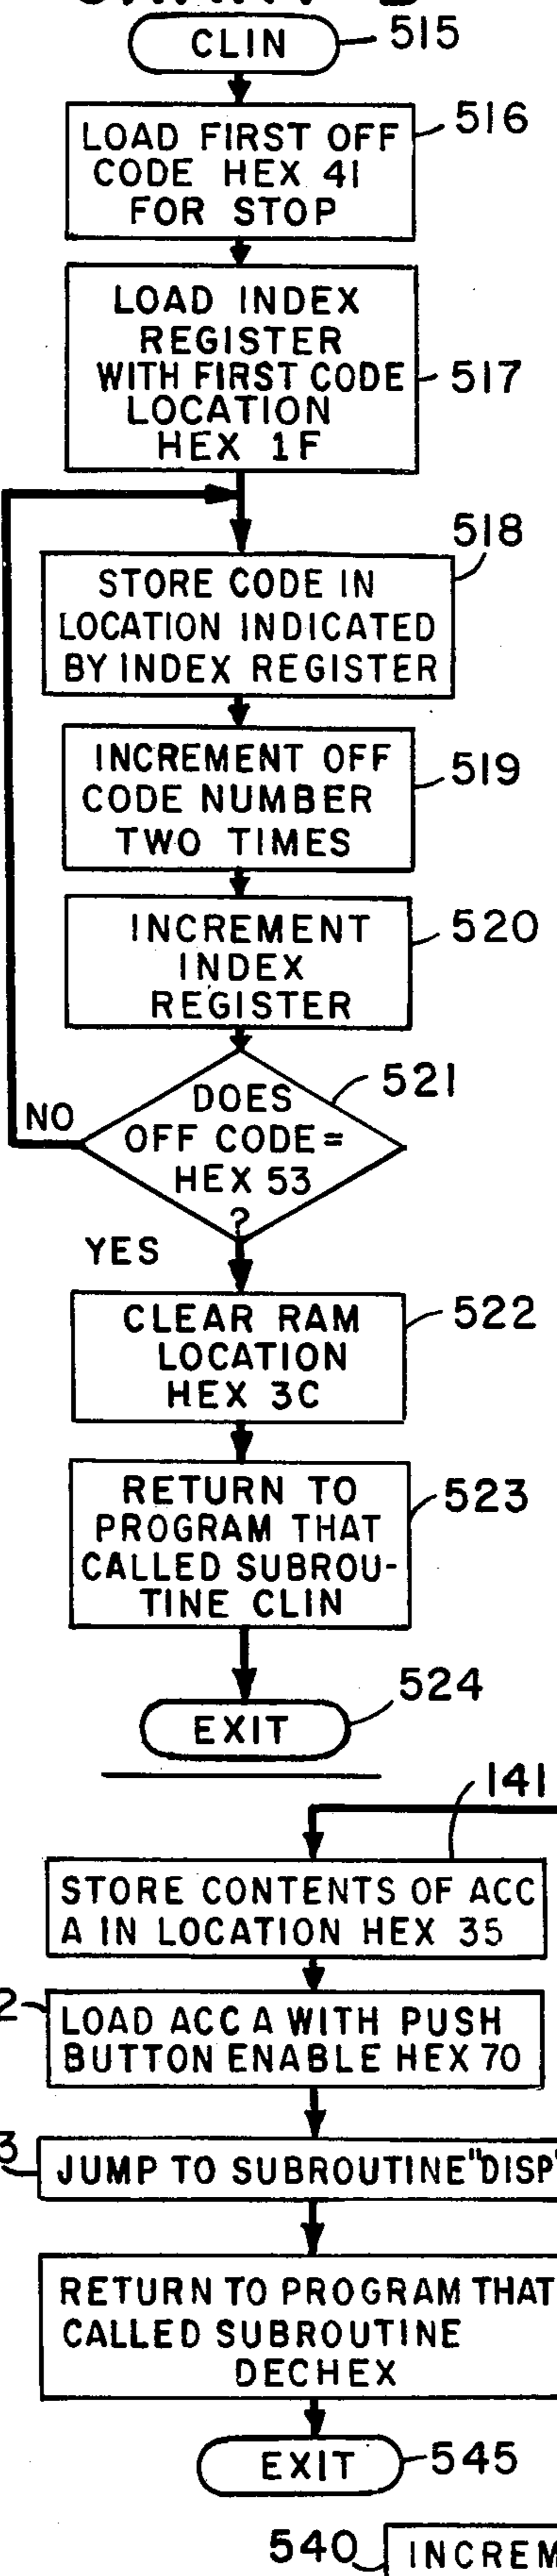 CLIN
515
LOAD FIRST OFF
CODE HEX 41
FOR STOP
516
LOAD INDEX
REGISTER
WITH FIRST CODE
LOCATION
HEX 1F
517
518
STORE CODE IN
LOCATION INDICATED
BY INDEX REGISTER
INCREMENT OFF
CODE NUMBER
TWO TIMES
519
INCREMENT
INDEX
REGISTER
520
521
DOES
OFF CODE =
HEX 53
?
NO
YES
CLEAR RAM
LOCATION
HEX 3C
522
RETURN TO
PROGRAM THAT
CALLED SUBROU-
TINE CLIN
523
524
EXIT
141
STORE CONTENTS OF ACC
A IN LOCATION HEX 35
2
LOAD ACC A WITH PUSH
BUTTON ENABLE HEX 70
3
JUMP TO SUBROUTINE "DISP"
RETURN TO PROGRAM THAT
CALLED SUBROUTINE
DECHEX
EXIT
545
540
INCREM